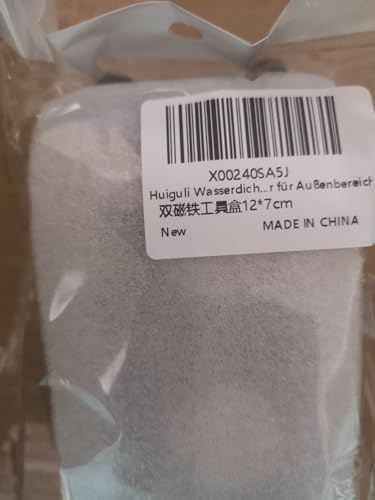 X00240SA5J
Huiguli Wasserdich...r für Außenbereich
双磁铁工具盒12*7cm
New MADE IN CHINA